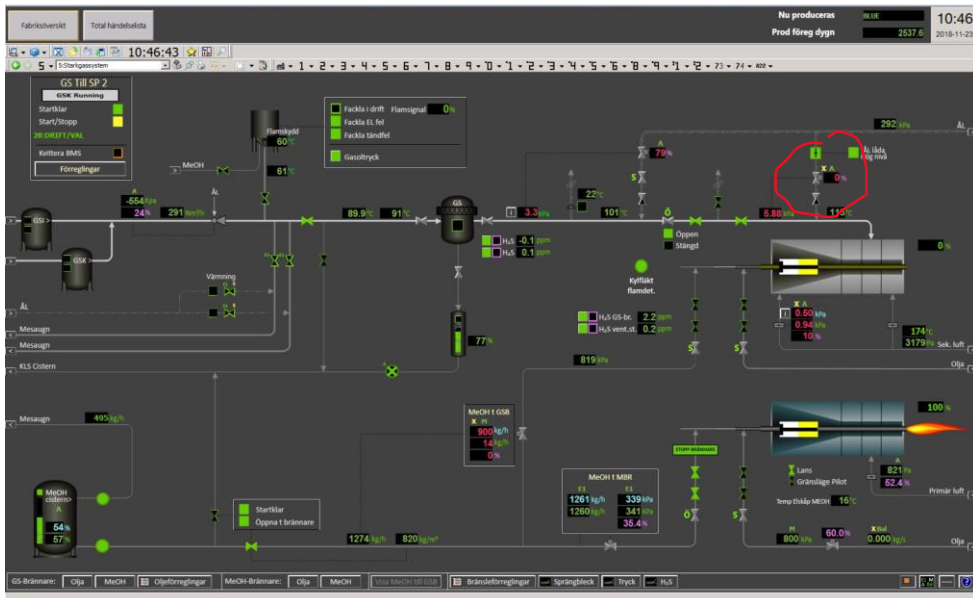 Fabriksöversikt
Total händelselista
Nu produceras BLUE
Prod föreg dygn 2537.6
10:46
2018-11-23
10:46:43
5 - S:Starkgassystem
73 - 74 - 822 -
GS Till SP 2
GSK Running
Startklar
Start/Stopp
20:DRIFT/VAL
Kvittera BMS
Förreglingar
Flamskydd
60 °C
61 °C
MeOH
Fackla i drift Flamsignal 0%
Fackla EL fel
Fackla tändfel
Gasoltryck
A
79 %
292 kPa ÅL
ÅL låda
hög nivå
X A
0 %
A
-554 kPa
24 % 291 Nm³/h
ÅL
89.9 °C 91 °C
GS
3.3 kPa
22 °C
101 °C
Ö
5.88 kPa
113 °C
GSI >
GSK >
H₂S -0.1 ppm
H₂S 0.1 ppm
Öppen
Stängd
0 %
Kylfläkt
flamdet.
Värmning
ÅL
Mesaugn
Mesaugn
KLS Cistern
77 %
H₂S GS-br. 2.2 ppm
H₂S vent.st. 0.2 ppm
819 kPa
X A
0.50 kPa
0.94 kPa
10 %
174 °C
3179 Pa Sek. luft
Olja
S
S
S
Mesaugn
495 kg/h
MeOH t GSB
X M
900 kg/h
14 kg/h
0 %
100 %
STOPP BRÄNNARE
Lans
Gränsläge Pilot
A
821 Pa
52.4 %
Primär luft
Temp Elskåp MEOH 16 °C
MeOH
cistern>
A
54 %
57 %
Startklar
Öppna t brännare
1274 kg/h 820 kg/m³
MeOH t MBR
1261 kg/h 339 kPa
1260 kg/h 341 kPa
35.4 %
Ö
S
M
800 kPa
60.0 %
X Bal
0.000 kg/s
Olja
GS-Brännare: Olja MeOH Oljeförreglingar MeOH-Brännare: Olja MeOH Visa MeOH till GSB Bränsleförreglingar Sprängbleck Tryck H₂S